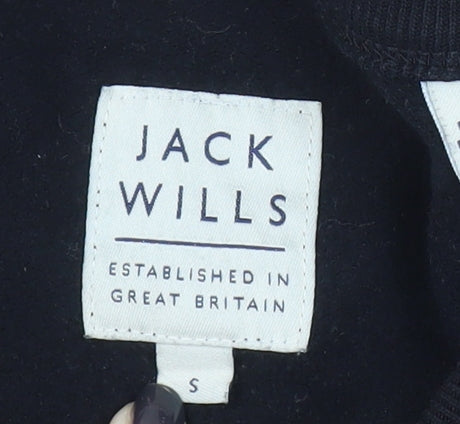 JACK
WILLS
ESTABLISHED IN
GREAT BRITAIN
S